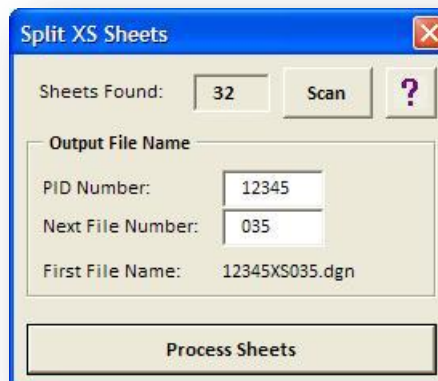 Split XS Sheets
Sheets Found: 32 Scan ?
Output File Name
PID Number: 12345
Next File Number: 035
First File Name: 12345XS035.dgn
Process Sheets